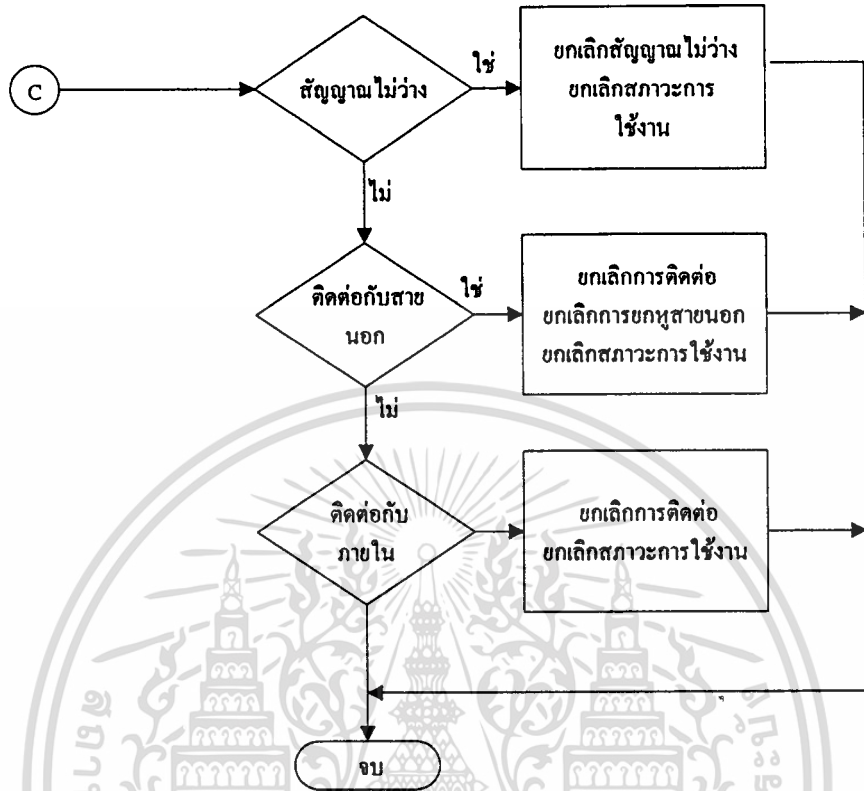 C
สัญญาณไม่ว่าง
ใช่
ยกเลิกสัญญาณไม่ว่าง
ยกเลิกสภาวะการ
ใช้งาน
ไม่
ติดต่อกับสาย
นอก
ใช่
ยกเลิกการติดต่อ
ยกเลิกการยกหูสายนอก
ยกเลิกสภาวะการใช้งาน
ไม่
ติดต่อกับ
ภายใน
ยกเลิกการติดต่อ
ยกเลิกสภาวะการใช้งาน
จบ